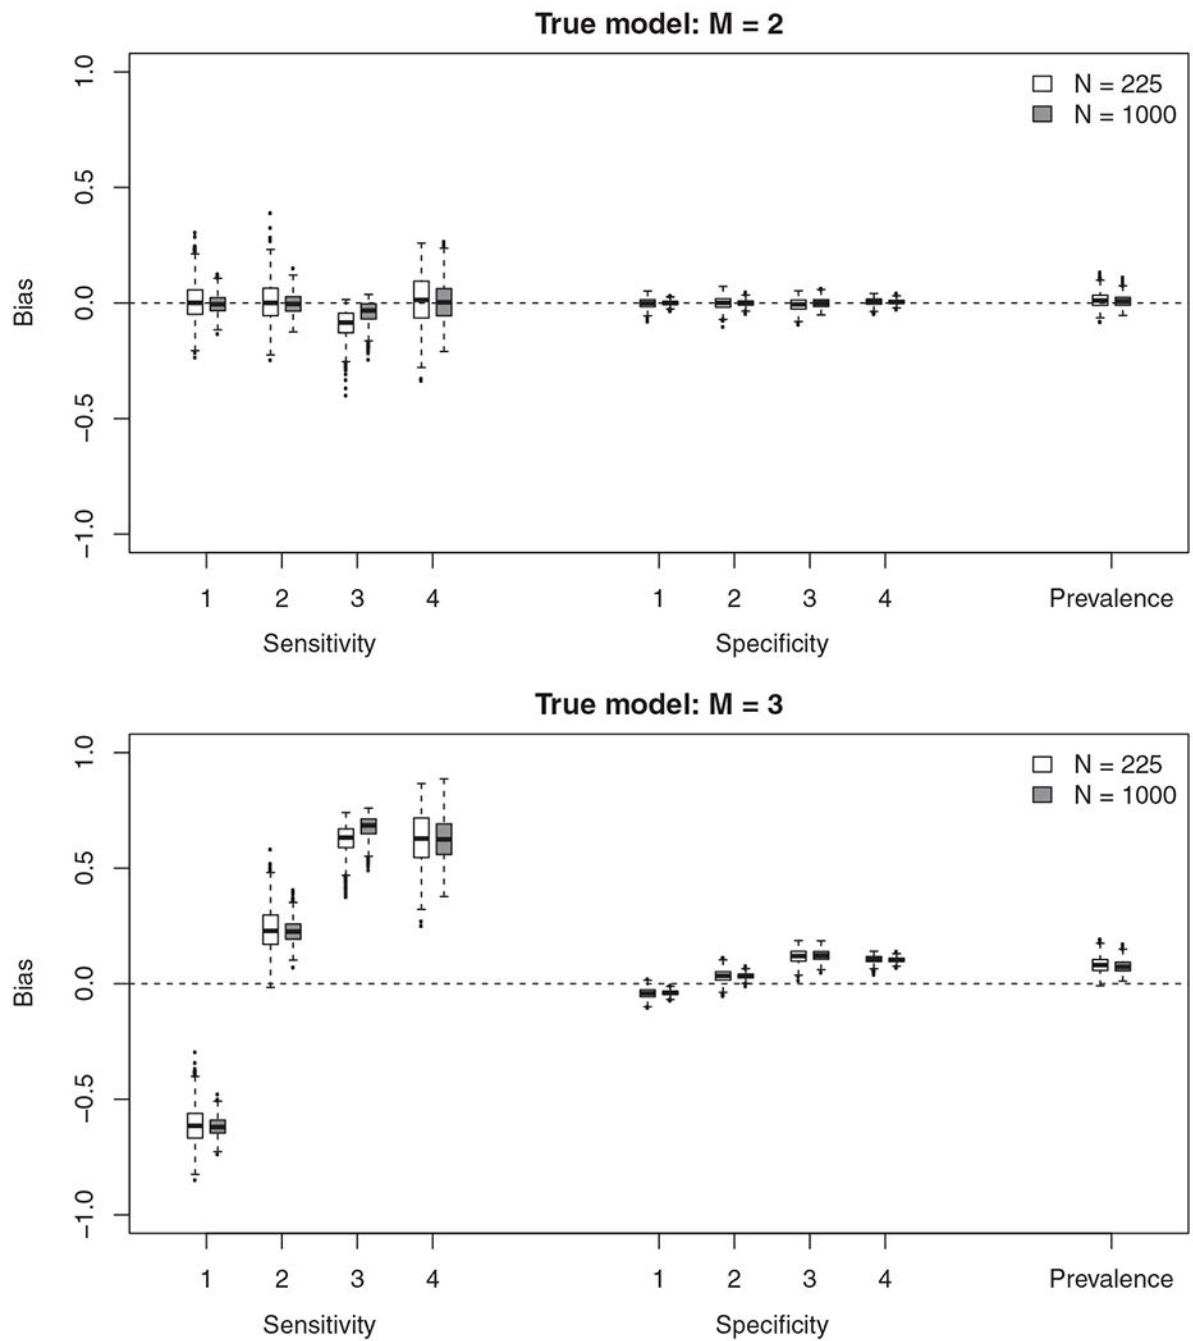 True model: M = 2
1.0
N = 225
N = 1000
0.5
Bias
0.0
−0.5
−1.0
1 2 3 4 1 2 3 4 Prevalence
Sensitivity Specificity
True model: M = 3
1.0
N = 225
N = 1000
0.5
Bias
0.0
−0.5
−1.0
1 2 3 4 1 2 3 4 Prevalence
Sensitivity Specificity